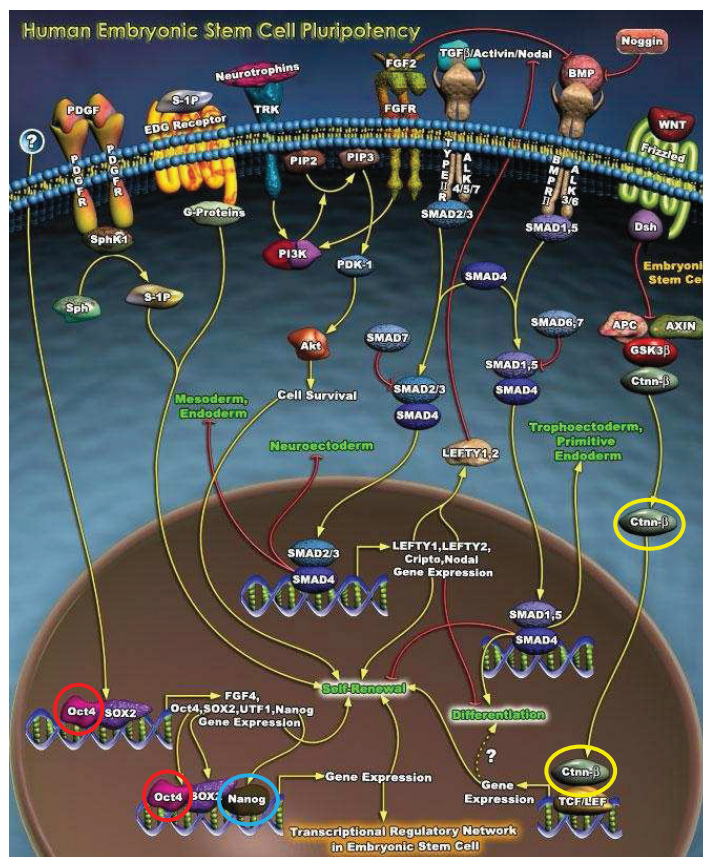 Human Embryonic Stem Cell Pluripotency
Neurotrophins
FGF2
TGFβ/Activin/Nodal
Noggin
BMP
PDGF
S-1P
EDG Receptor
TRK
FGFR
WNT
Frizzled
?
PDGFR
PDGFR
PIP2
PIP3
TYPE II R
ALK 4/5/7
BMPR II
ALK 3/6
G-Proteins
SMAD2/3
SMAD1,5
Dsh
SphK1
PI3K
PDK-1
SMAD4
Embryonic
Stem Cel
Sph
S-1P
SMAD6,7
APC
AXIN
GSK3β
Akt
SMAD7
SMAD1,5
SMAD4
Ctnn-β
Cell Survival
SMAD2/3
SMAD4
Mesoderm,
Endoderm
Neuroectoderm
LEFTY1,2
Trophoectoderm,
Primitive
Endoderm
Ctnn-β
SMAD2/3
SMAD4
LEFTY1,LEFTY2,
Cripto,Nodal
Gene Expression
SMAD1,5
SMAD4
Self-Renewal
Oct4
SOX2
FGF4,
Oct4,SOX2,UTF1,Nanog
Gene Expression
Differentiation
?
Ctnn-β
TCF/LEF
Gene
Expression
Oct4
SOX2
Nanog
Gene Expression
Transcriptional Regulatory Network
in Embryonic Stem Cell